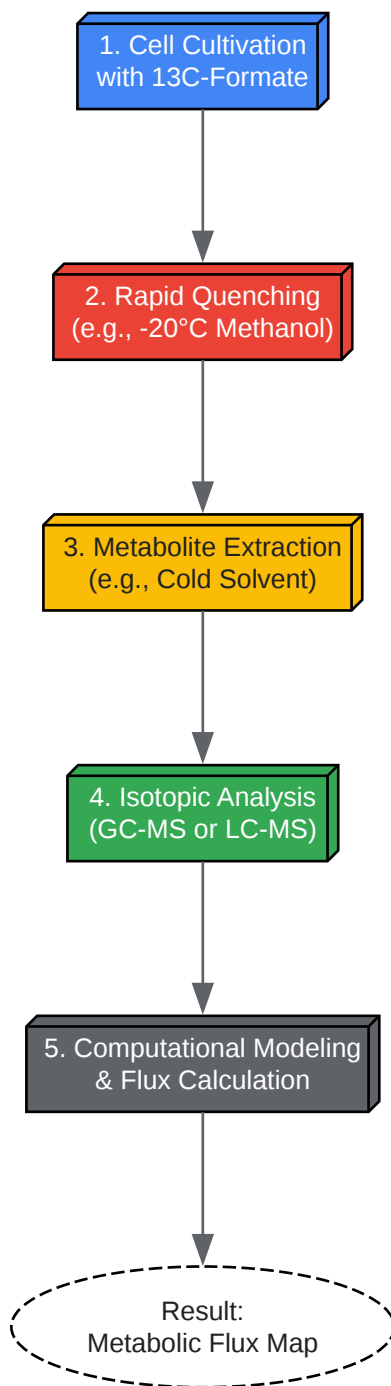 1. Cell Cultivation
with 13C-Formate
2. Rapid Quenching
(e.g., -20°C Methanol)
3. Metabolite Extraction
(e.g., Cold Solvent)
4. Isotopic Analysis
(GC-MS or LC-MS)
5. Computational Modeling
& Flux Calculation
Result:
Metabolic Flux Map